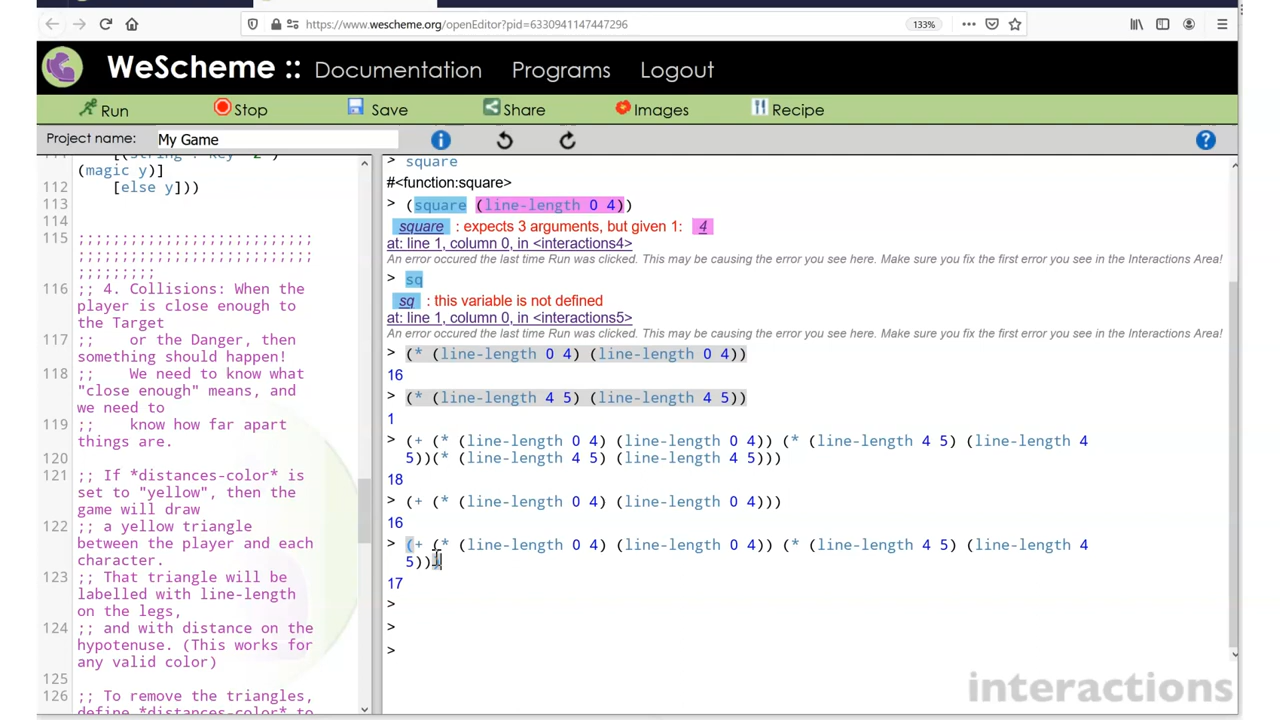 https://www.wescheme.org/openEditor?pid=6330941147447296
133%
WeScheme :: Documentation Programs Logout
Run Stop Save Share Images Recipe
Project name: My Game
(magic y)]
112 [else y]))
113
114
115 ;;;;;;;;;;;;;;;;;;;;;;;;;;;
;;;;;;;;;;;;;;;;;;;;;;;;;;;
;;;;;;;;;
116 ;; 4. Collisions: When the
player is close enough to
the Target
117 ;; or the Danger, then
something should happen!
118 ;; We need to know what
"close enough" means, and
we need to
119 ;; know how far apart
things are.
120
121 ;; If *distances-color* is
set to "yellow", then the
game will draw
122 ;; a yellow triangle
between the player and each
character.
123 ;; That triangle will be
labelled with line-length
on the legs,
124 ;; and with distance on the
hypotenuse. (This works for
any valid color)
125
126 ;; To remove the triangles,
define *distances-color* to
> square
#<function:square>
> (square (line-length 0 4))
square : expects 3 arguments, but given 1: 4
at: line 1, column 0, in <interactions4>
An error occured the last time Run was clicked. This may be causing the error you see here. Make sure you fix the first error you see in the Interactions Area!
> sq
sq : this variable is not defined
at: line 1, column 0, in <interactions5>
An error occured the last time Run was clicked. This may be causing the error you see here. Make sure you fix the first error you see in the Interactions Area!
> (* (line-length 0 4) (line-length 0 4))
16
> (* (line-length 4 5) (line-length 4 5))
1
> (+ (* (line-length 0 4) (line-length 0 4)) (* (line-length 4 5) (line-length 4
5))(* (line-length 4 5) (line-length 4 5)))
18
> (+ (* (line-length 0 4) (line-length 0 4)))
16
> (+ (* (line-length 0 4) (line-length 0 4)) (* (line-length 4 5) (line-length 4
5)))
17
>
>
>
interactions